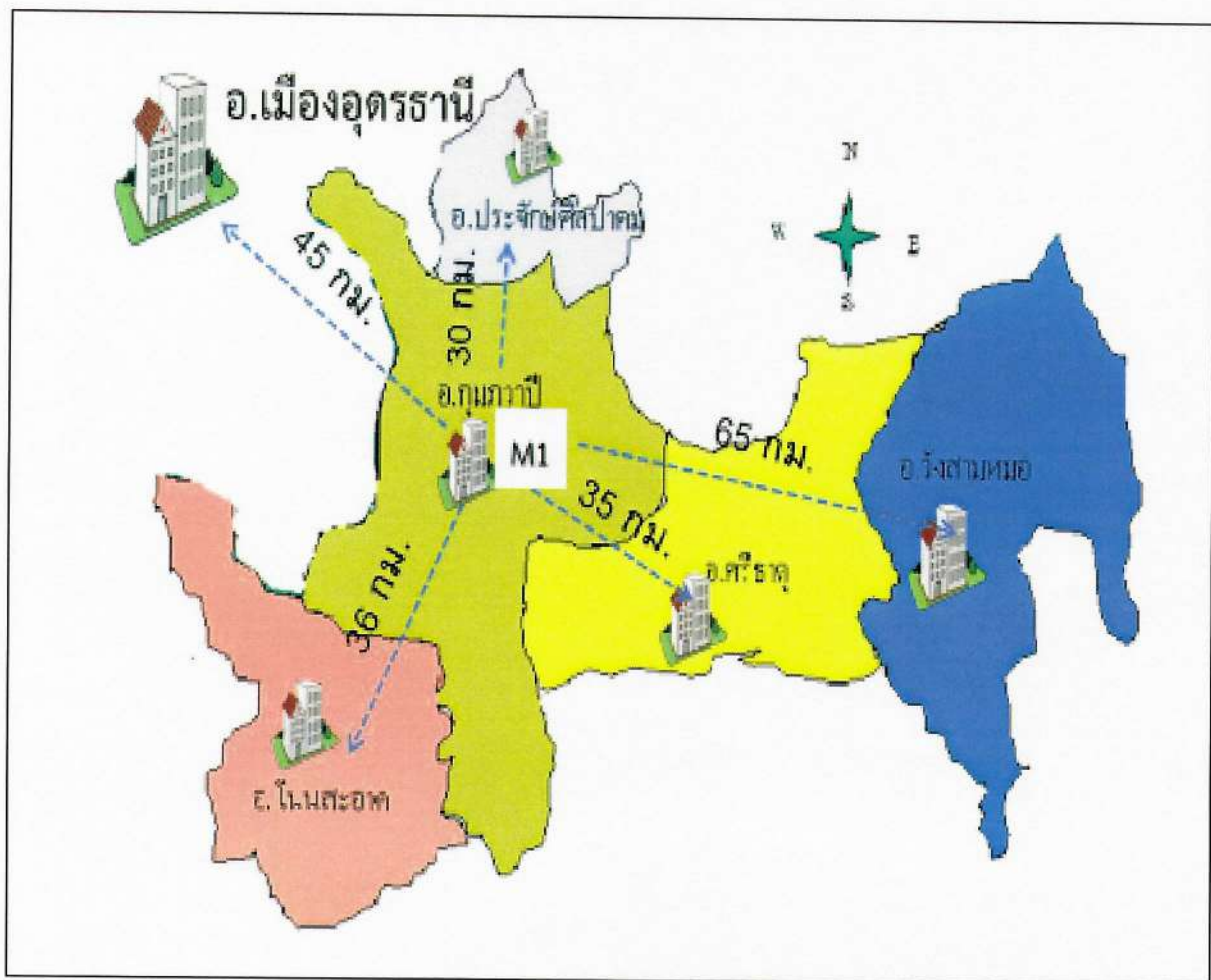 อ.เมืองอุดรธานี
อ.ประจักษ์ศิลปาคม
N
W
E
S
45 กม.
30 กม.
อ.กุมภวาปี
M1
65 กม.
35 กม.
36 กม.
อ.วังสามหมอ
อ.ศรีธาตุ
อ.โนนสะอาด